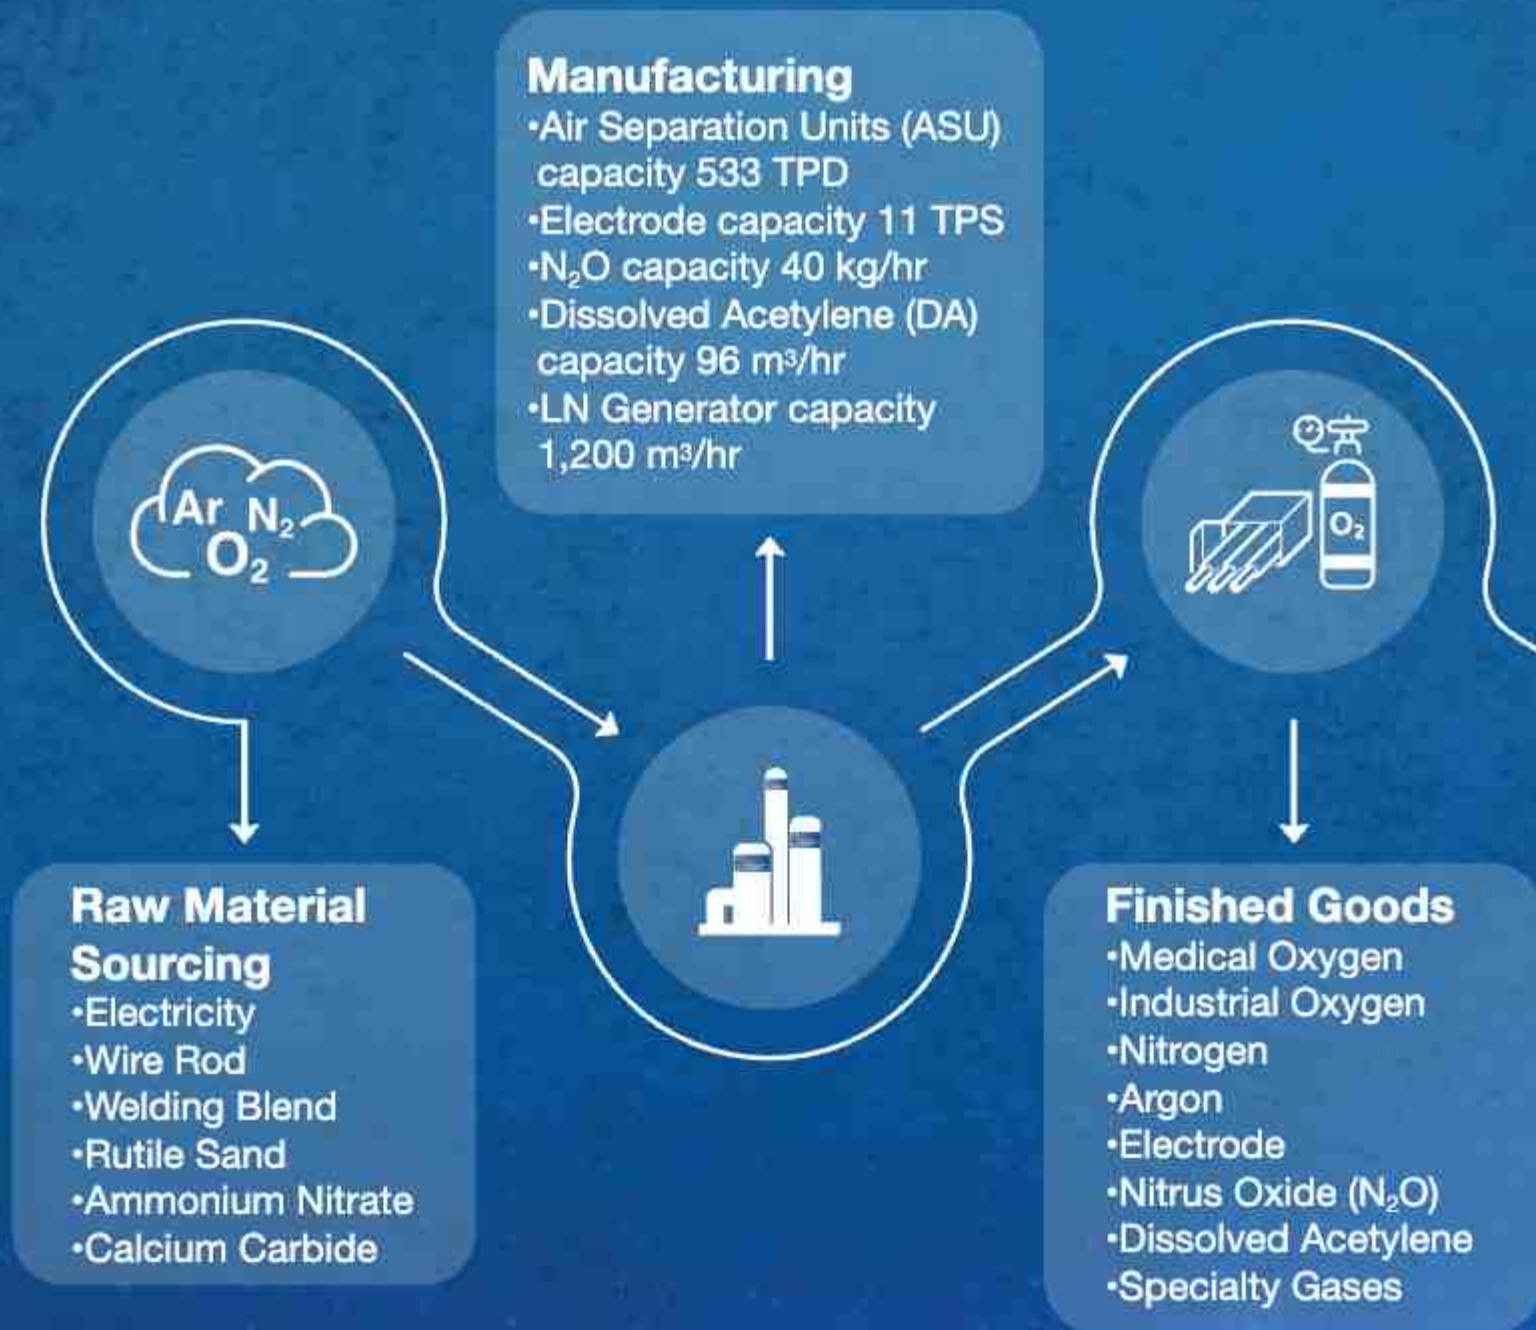 Manufacturing
•Air Separation Units (ASU)
capacity 533 TPD
•Electrode capacity 11 TPS
•N₂O capacity 40 kg/hr
•Dissolved Acetylene (DA)
capacity 96 m³/hr
•LN Generator capacity
1,200 m³/hr
Ar N₂
O₂
O₂
Raw Material
Sourcing
•Electricity
•Wire Rod
•Welding Blend
•Rutile Sand
•Ammonium Nitrate
•Calcium Carbide
Finished Goods
•Medical Oxygen
•Industrial Oxygen
•Nitrogen
•Argon
•Electrode
•Nitrus Oxide (N₂O)
•Dissolved Acetylene
•Specialty Gases